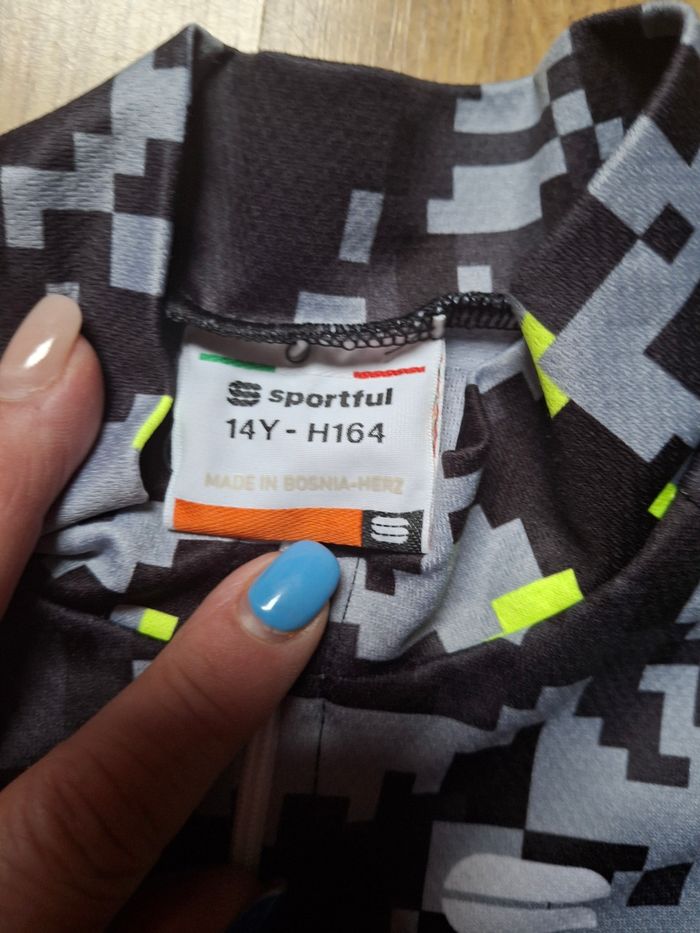 sportful
14Y - H164
MADE IN BOSNIA-HERZ